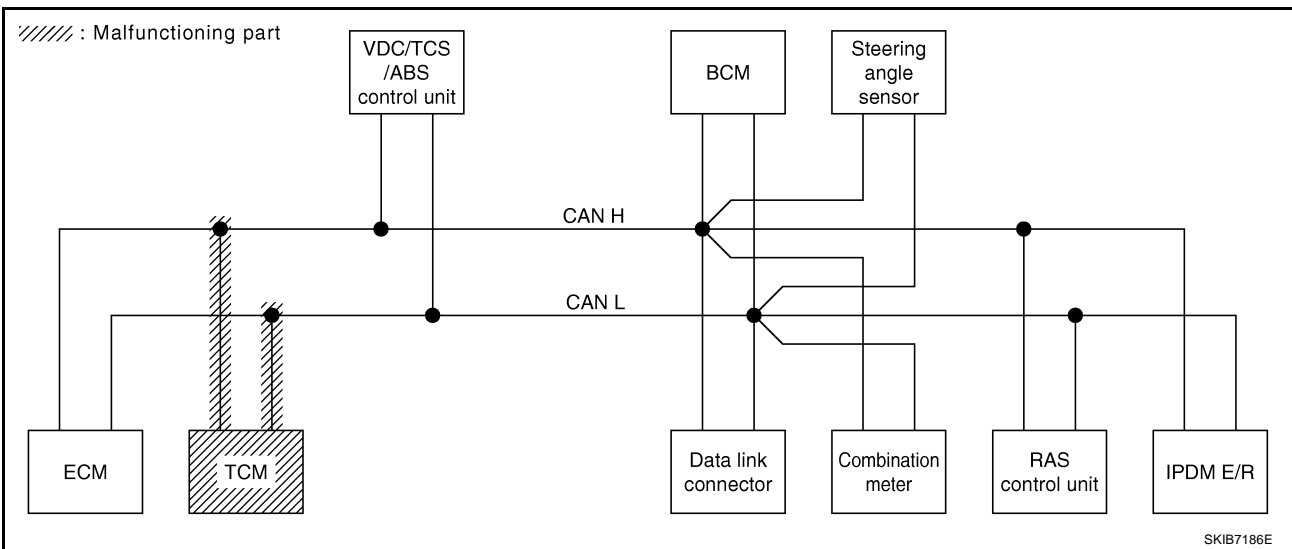 : Malfunctioning part
VDC/TCS
/ABS
control unit
BCM
Steering
angle
sensor
CAN H
CAN L
ECM
TCM
Data link
connector
Combination
meter
RAS
control unit
IPDM E/R
SKIB7186E